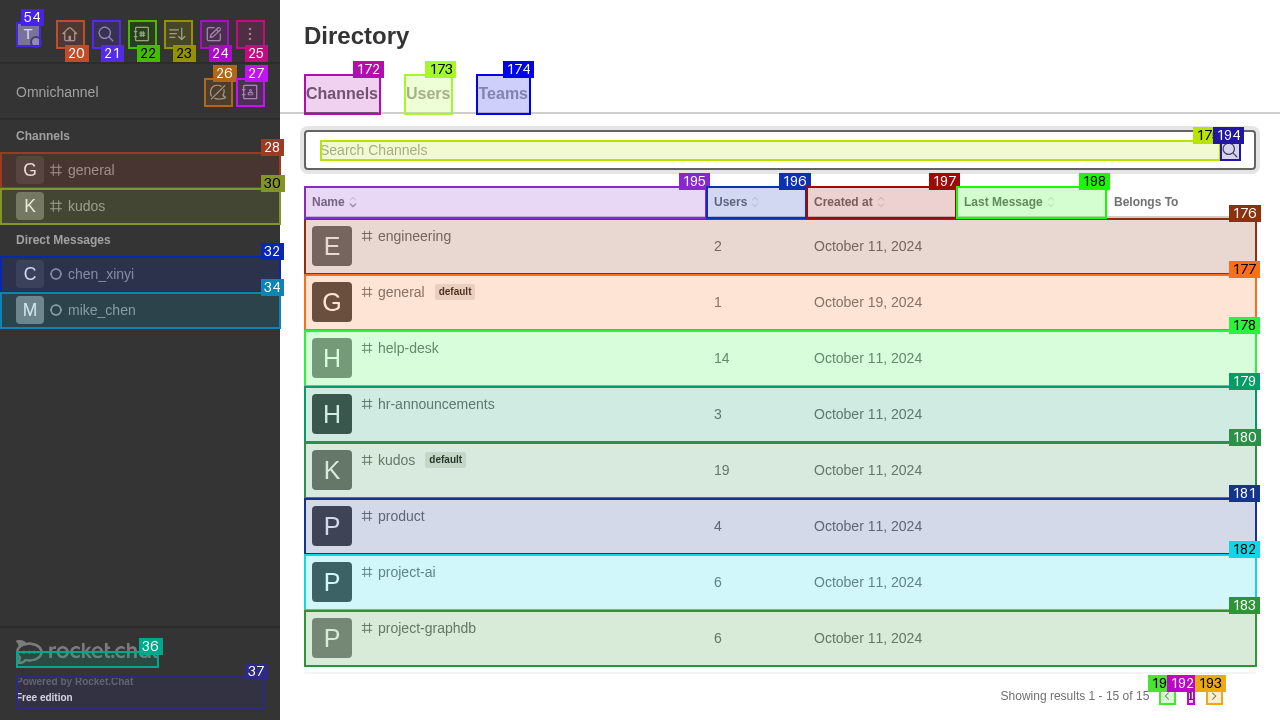 54
T
20
21
22
23
24
25
Omnichannel
26
27
Channels
28
G general
30
K kudos
Direct Messages
32
C chen_xinyi
34
M mike_chen
36
rocket.chat
37
Powered by Rocket.Chat
Free edition
Directory
172
173
174
Channels
Users
Teams
Search Channels
194
195
196
197
198
Name
Users
Created at
Last Message
Belongs To
176
E engineering 2 October 11, 2024
177
G general default 1 October 19, 2024
178
H help-desk 14 October 11, 2024
179
H hr-announcements 3 October 11, 2024
180
K kudos default 19 October 11, 2024
181
P product 4 October 11, 2024
182
P project-ai 6 October 11, 2024
183
P project-graphdb 6 October 11, 2024
192
193
Showing results 1 - 15 of 15